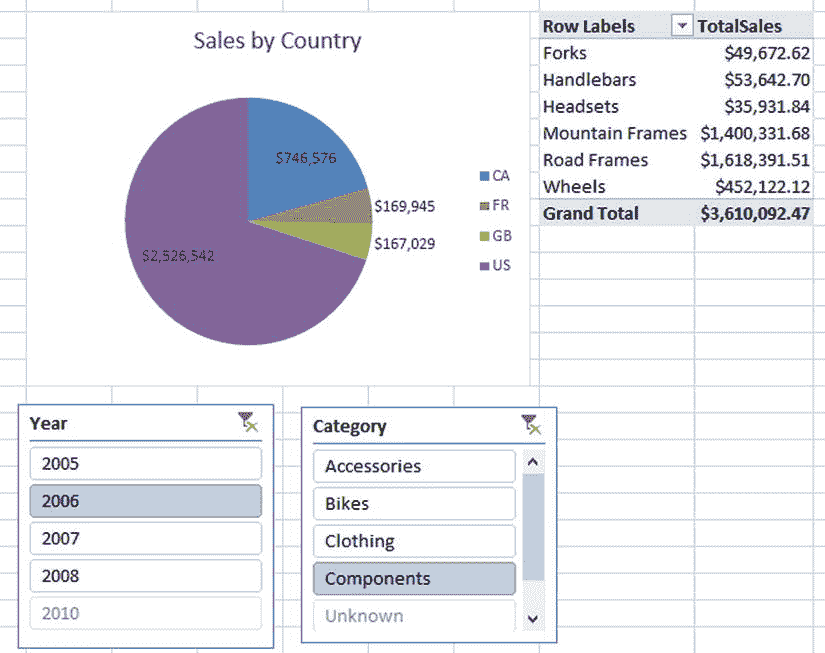 Sales by Country
$746,576
$169,945
$167,029
$2,526,542
CA
FR
GB
US
Row Labels TotalSales
Forks $49,672.62
Handlebars $53,642.70
Headsets $35,931.84
Mountain Frames $1,400,331.68
Road Frames $1,618,391.51
Wheels $452,122.12
Grand Total $3,610,092.47
Year
2005
2006
2007
2008
2010
Category
Accessories
Bikes
Clothing
Components
Unknown